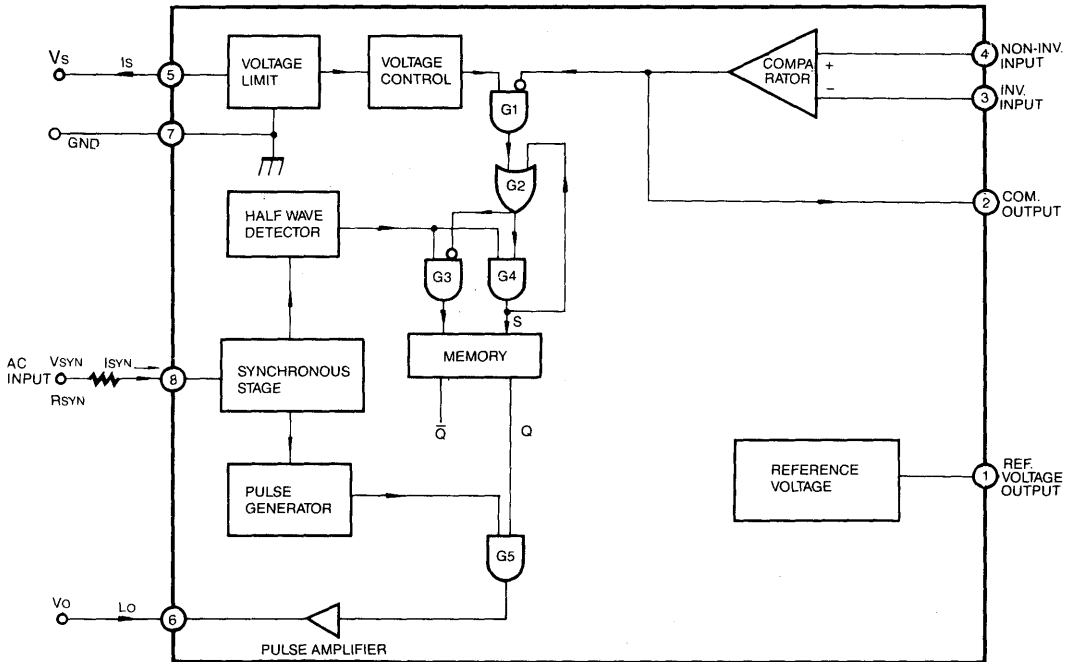 Vs
Is
5
VOLTAGE
LIMIT
VOLTAGE
CONTROL
COMPA
RATOR
+
−
4
NON-INV.
INPUT
3
INV.
INPUT
G1
GND
7
G2
2
COM.
OUTPUT
HALF WAVE
DETECTOR
G3
G4
S
MEMORY
AC
INPUT
VSYN
ISYN
RSYN
8
SYNCHRONOUS
STAGE
Q̅
Q
REFERENCE
VOLTAGE
1
REF.
VOLTAGE
OUTPUT
PULSE
GENERATOR
G5
Vo
Lo
6
PULSE AMPLIFIER